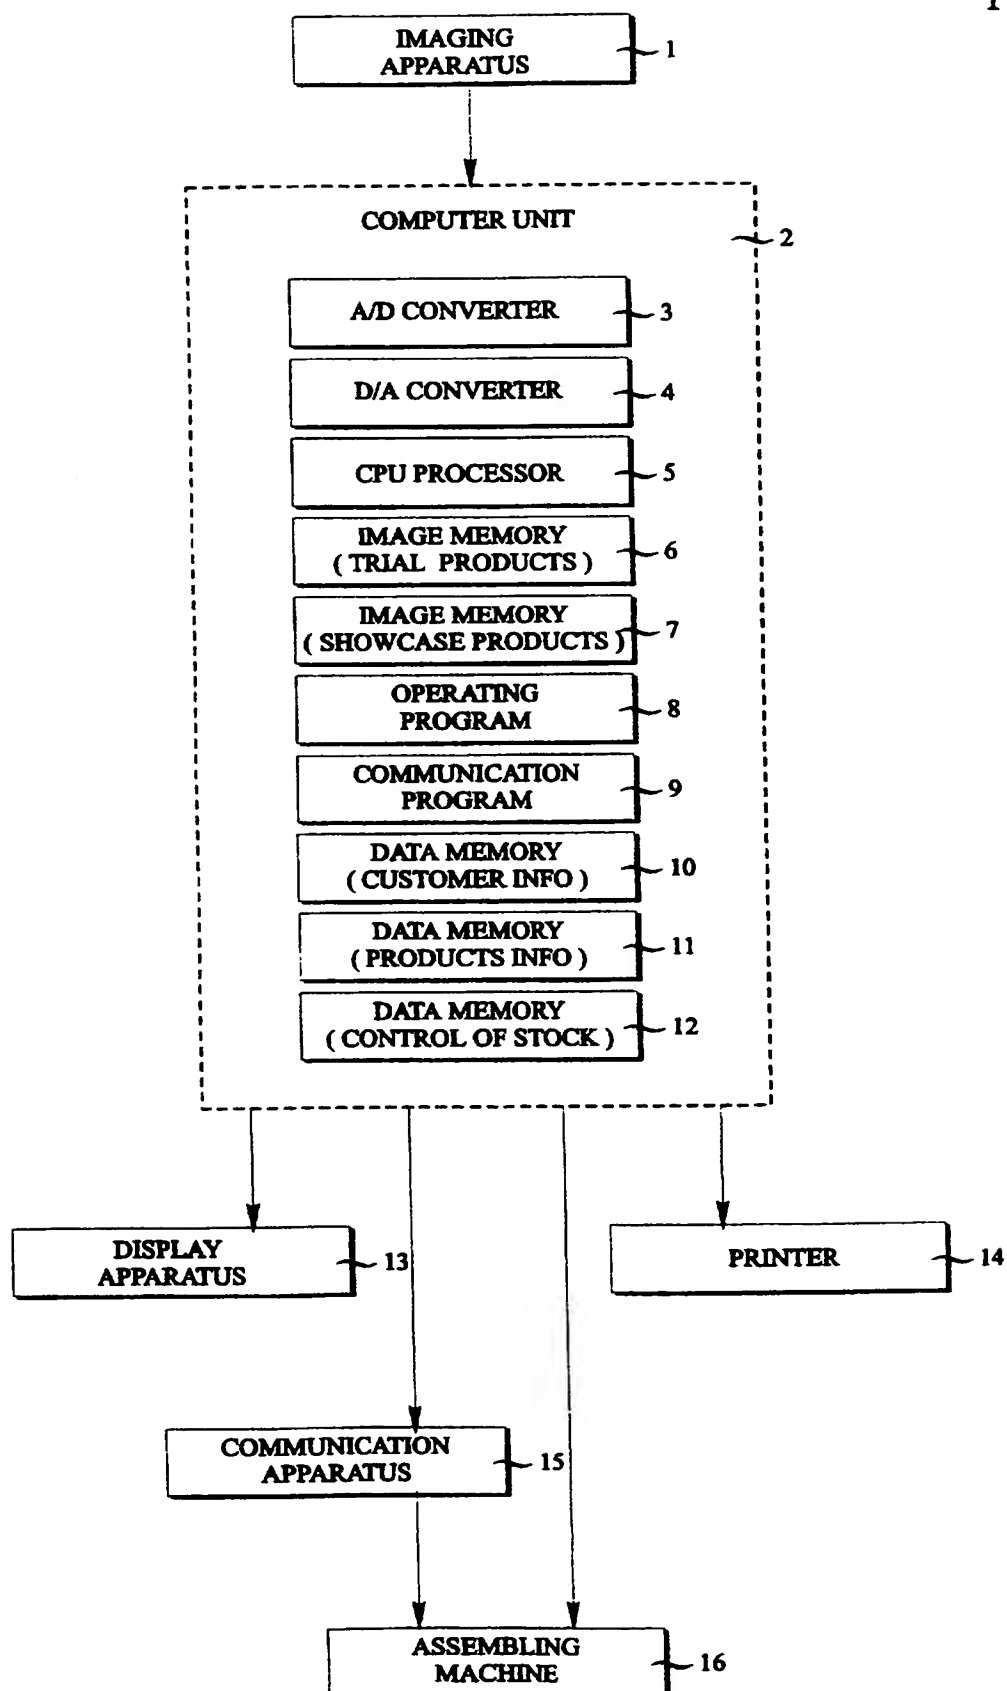 IMAGING
APPARATUS
1
COMPUTER UNIT
2
A/D CONVERTER
3
D/A CONVERTER
4
CPU PROCESSOR
5
IMAGE MEMORY
( TRIAL PRODUCTS )
6
IMAGE MEMORY
( SHOWCASE PRODUCTS )
7
OPERATING
PROGRAM
8
COMMUNICATION
PROGRAM
9
DATA MEMORY
( CUSTOMER INFO )
10
DATA MEMORY
( PRODUCTS INFO )
11
DATA MEMORY
( CONTROL OF STOCK )
12
DISPLAY
APPARATUS
13
PRINTER
14
COMMUNICATION
APPARATUS
15
ASSEMBLING
MACHINE
16